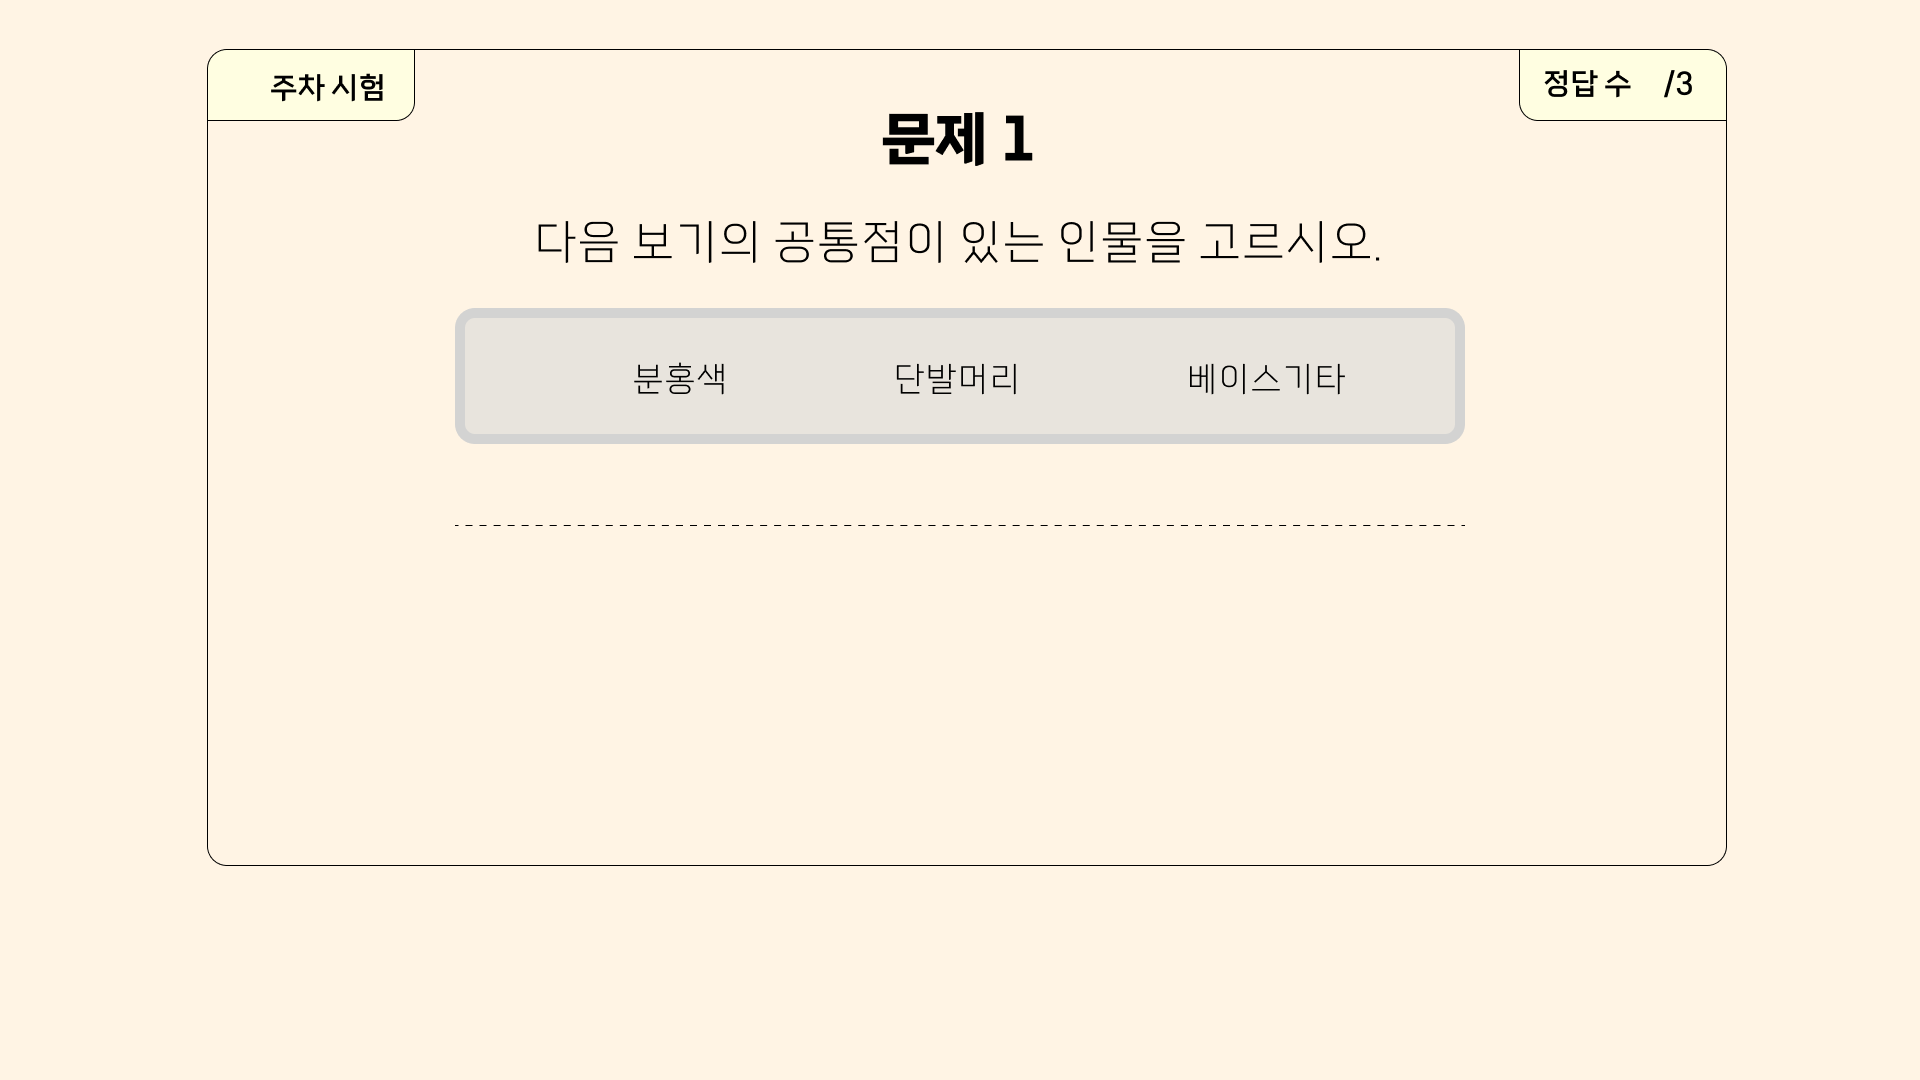 주차 시험
정답 수 /3
문제 1
다음 보기의 공통점이 있는 인물을 고르시오.
분홍색 단발머리 베이스기타